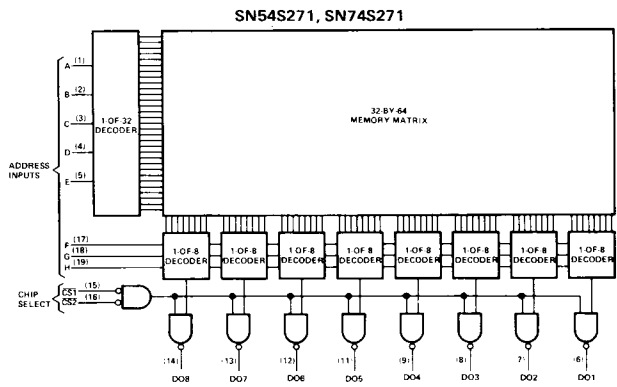 SN54S271, SN74S271
ADDRESS INPUTS
A (1)
B (2)
C (3)
D (4)
E (5)
1-OF-32 DECODER
32-BY-64 MEMORY MATRIX
F (17)
G (18)
H (19)
1-OF-8 DECODER
1-OF-8 DECODER
1-OF-8 DECODER
1-OF-8 DECODER
1-OF-8 DECODER
1-OF-8 DECODER
1-OF-8 DECODER
1-OF-8 DECODER
CHIP SELECT
CS1 (15)
CS2 (16)
(14) (13) (12) (11) (9) (8) 7) (6)
DO8 DO7 DO6 DO5 DO4 DO3 DO2 DO1